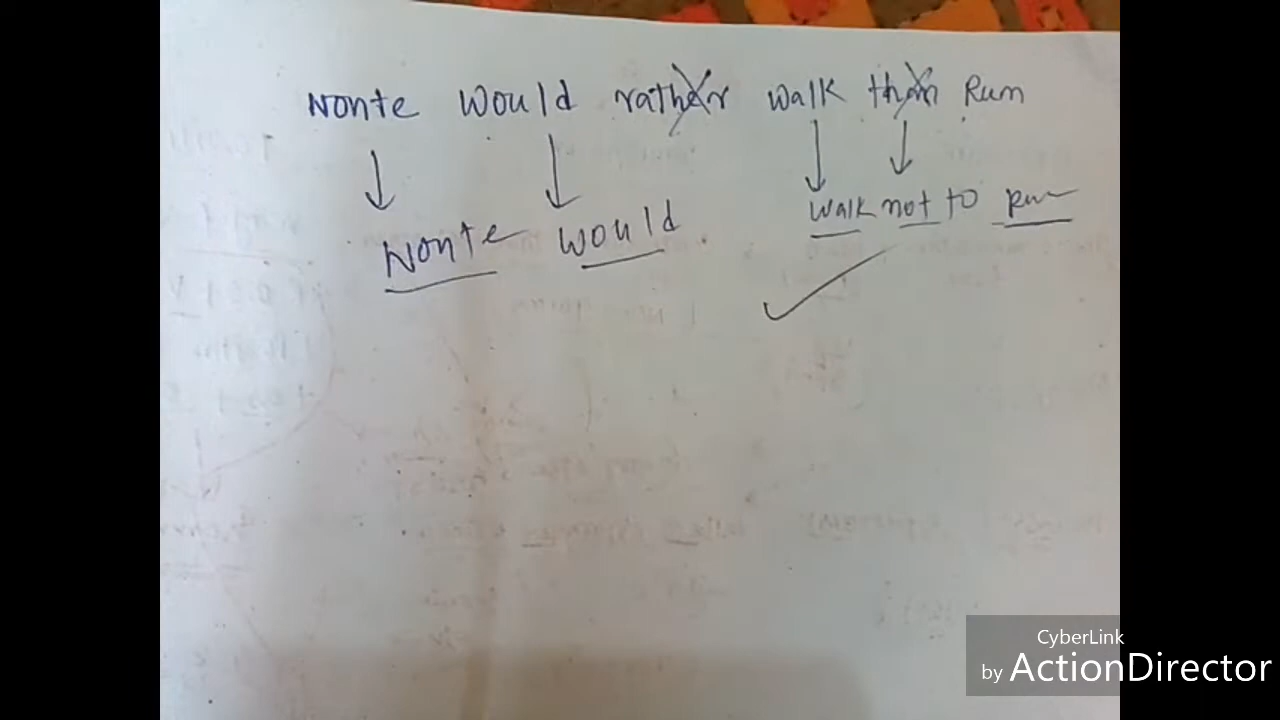 Nonte would rather walk than Run
Nonte would walk not to Run
CyberLink
by ActionDirector